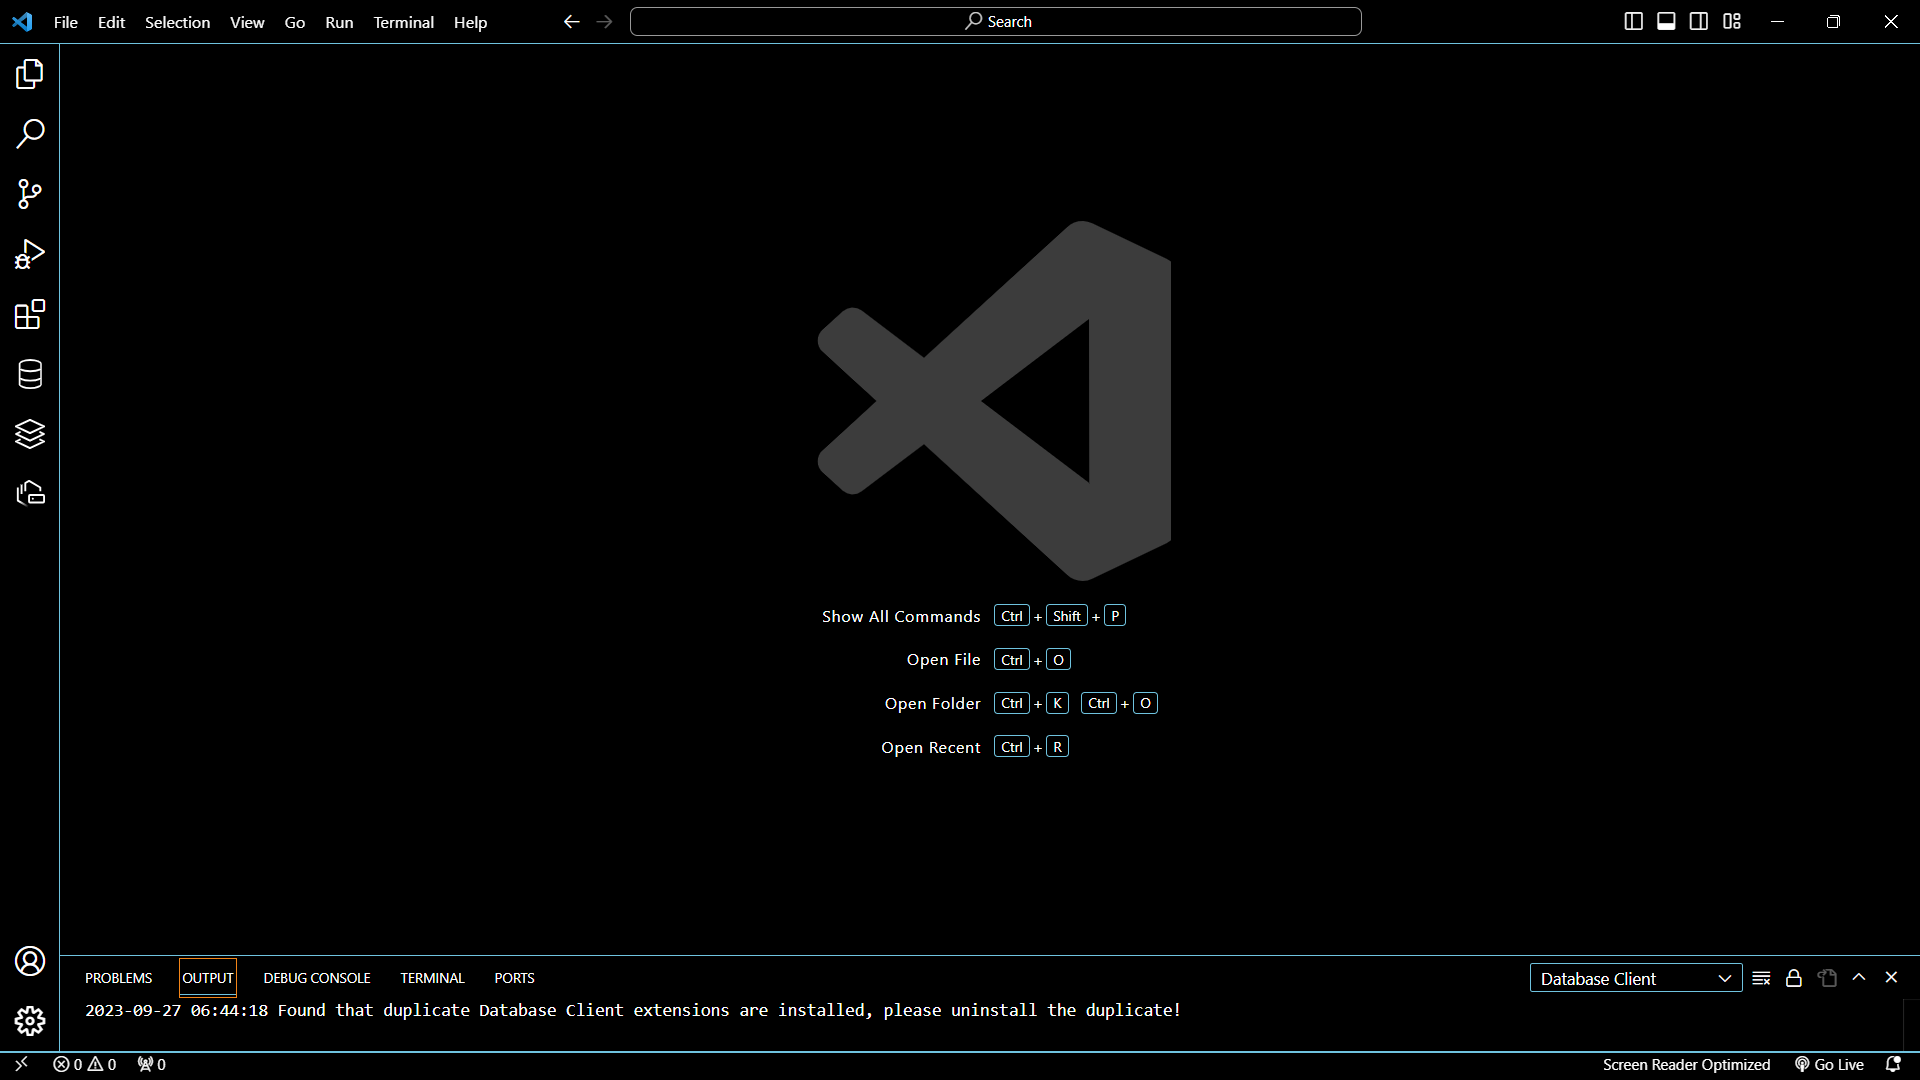 File Edit Selection View Go Run Terminal Help Search
Show All Commands Ctrl + Shift + P
Open File Ctrl + O
Open Folder Ctrl + K Ctrl + O
Open Recent Ctrl + R
PROBLEMS OUTPUT DEBUG CONSOLE TERMINAL PORTS Database Client
2023-09-27 06:44:18 Found that duplicate Database Client extensions are installed, please uninstall the duplicate!
0 0 0 Screen Reader Optimized Go Live